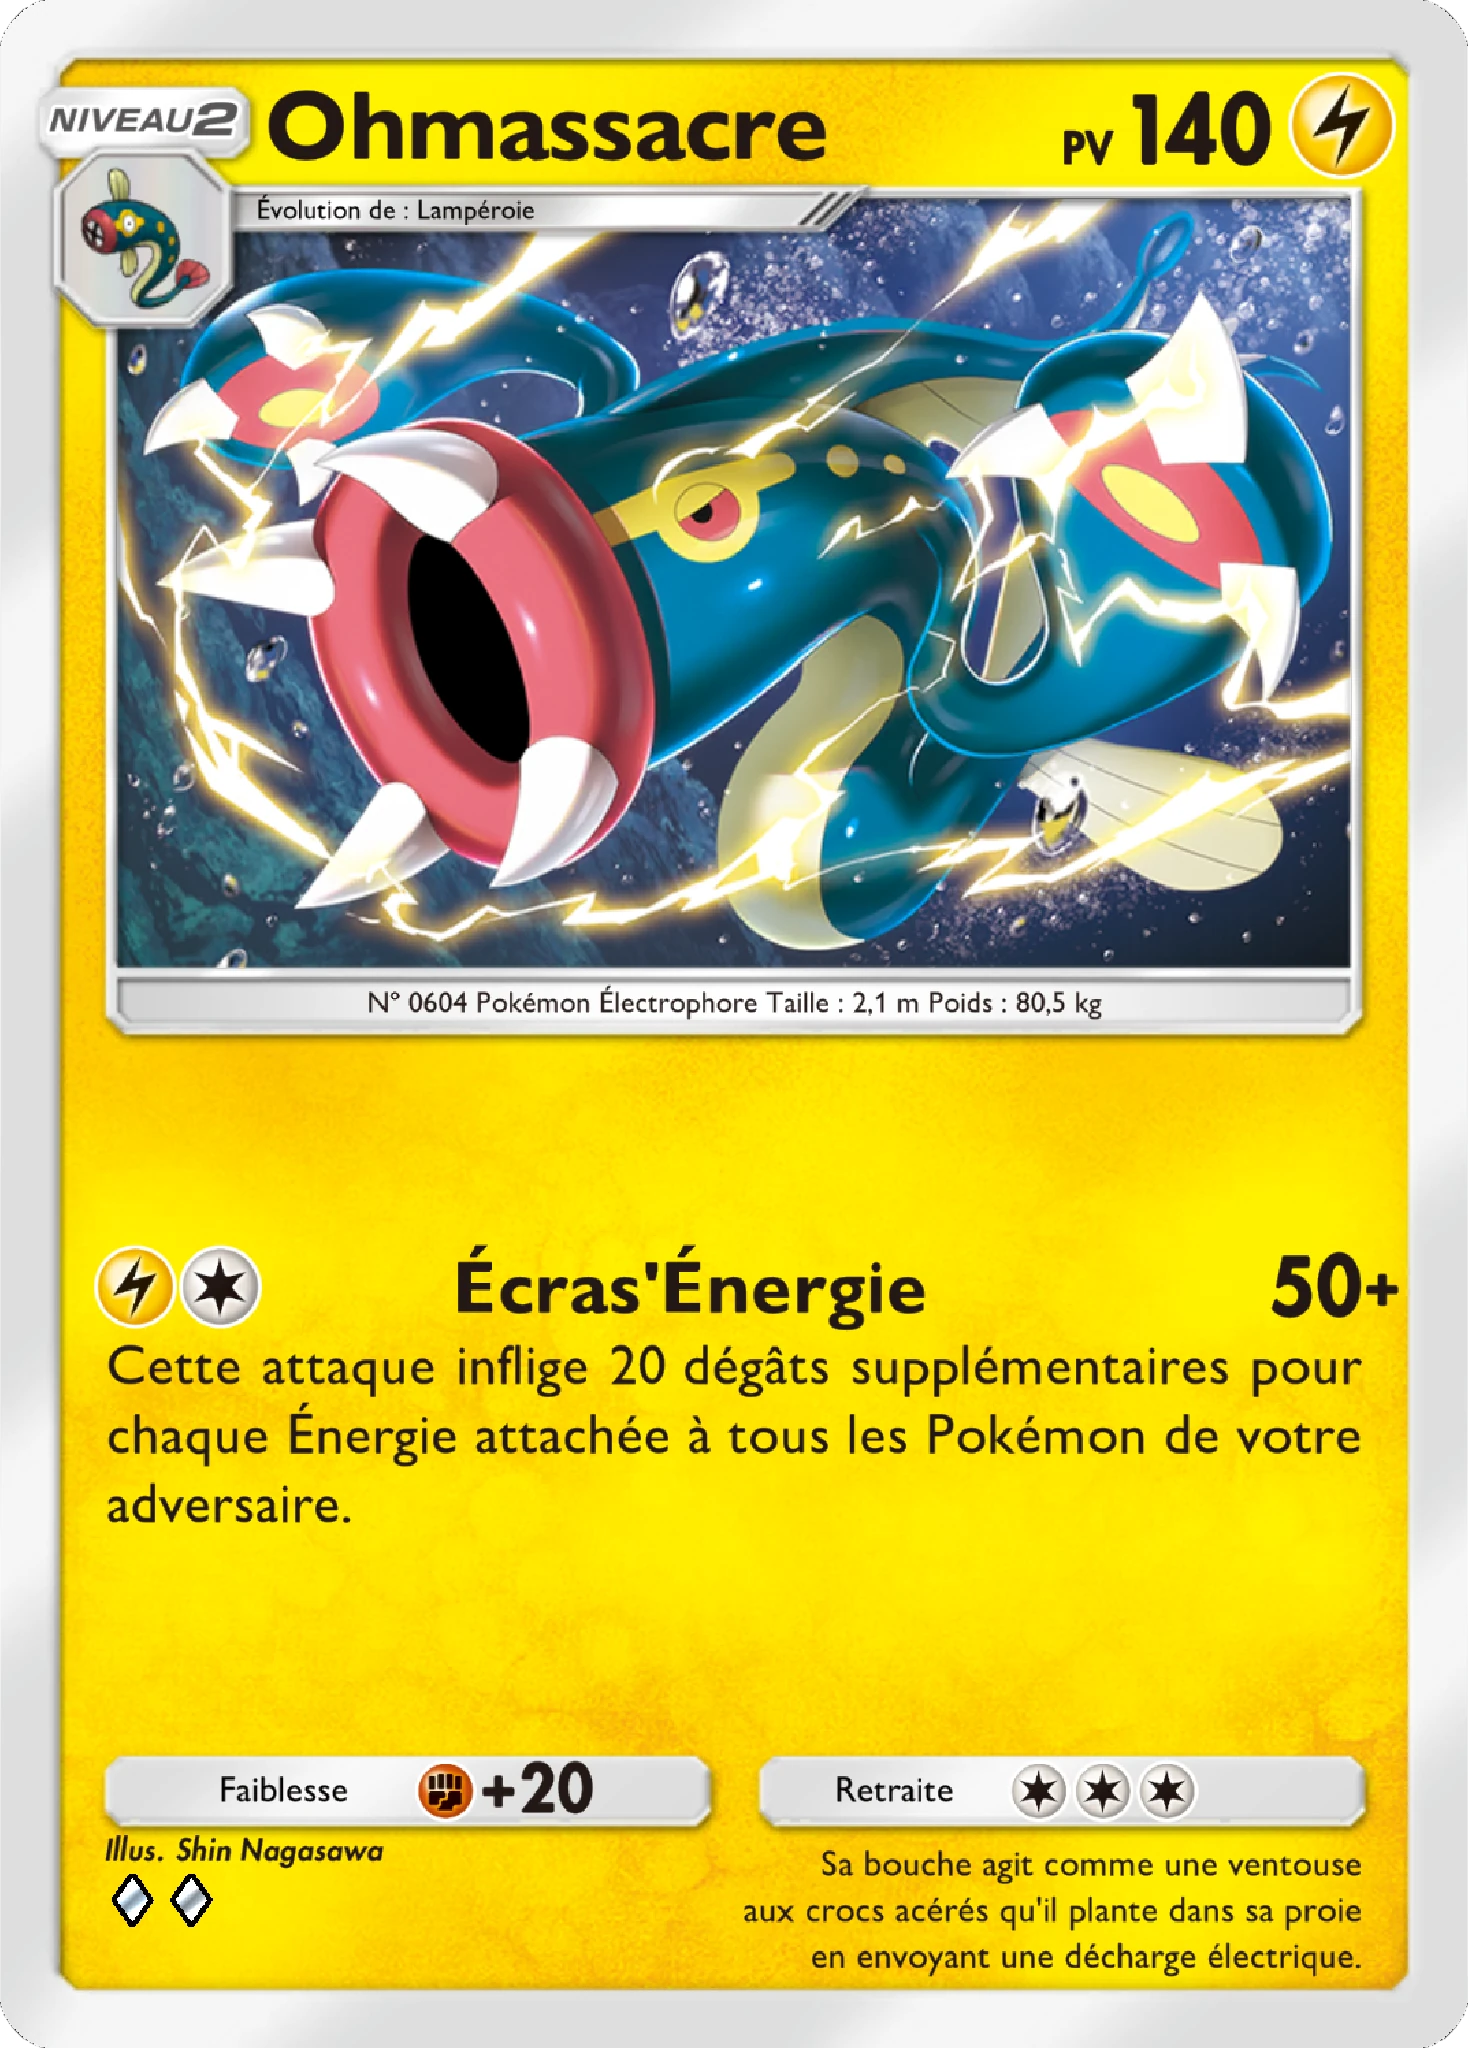 NIVEAU2
Ohmassacre
PV 140
Évolution de : Lampéroie
N° 0604 Pokémon Électrophore Taille : 2,1 m Poids : 80,5 kg
Écras'Énergie 50+
Cette attaque inflige 20 dégâts supplémentaires pour
chaque Énergie attachée à tous les Pokémon de votre
adversaire.
Faiblesse +20
Retraite
Illus. Shin Nagasawa
Sa bouche agit comme une ventouse
aux crocs acérés qu'il plante dans sa proie
en envoyant une décharge électrique.